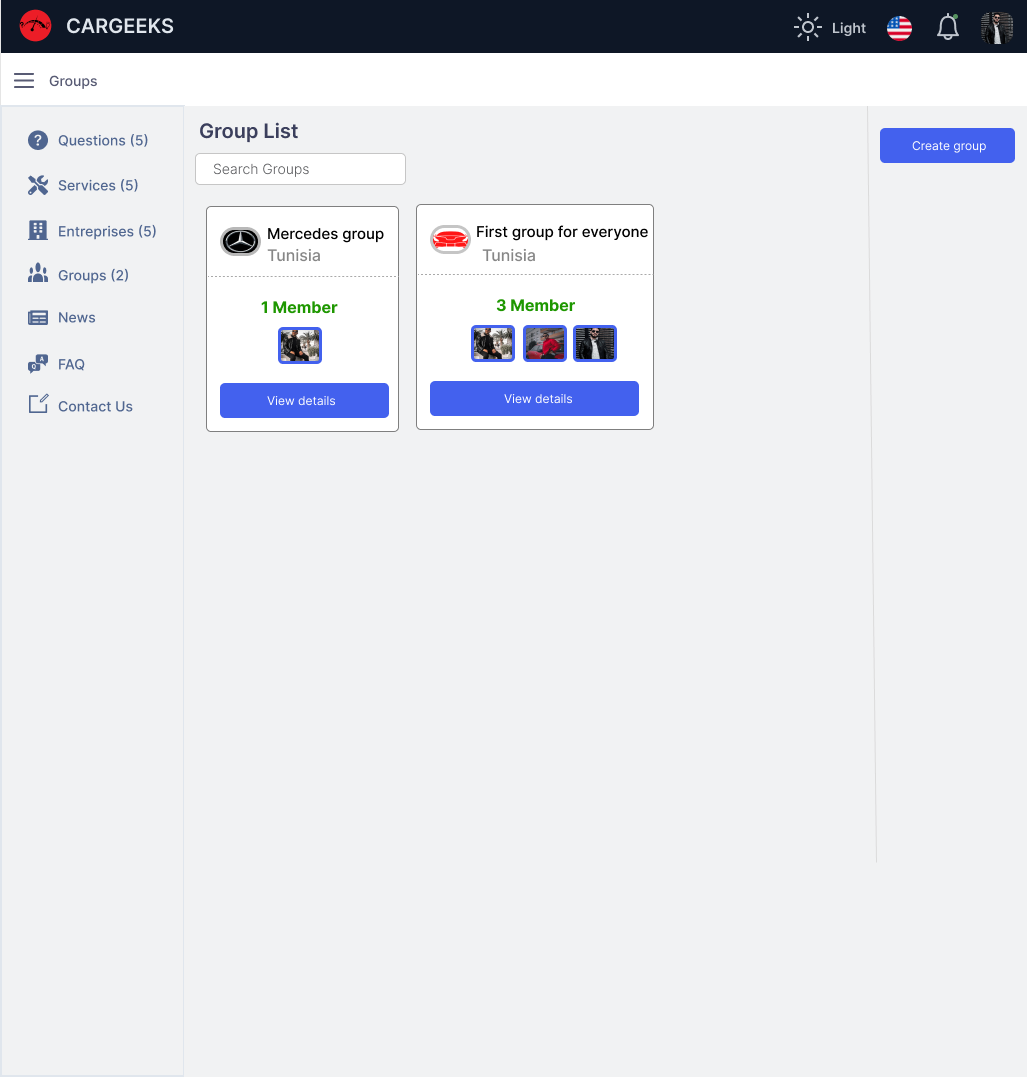 CARGEEKS
Light
Groups
Questions (5)
Services (5)
Entreprises (5)
Groups (2)
News
FAQ
Contact Us
Group List
Search Groups
Create group
Mercedes group
Tunisia
1 Member
View details
First group for everyone
Tunisia
3 Member
View details